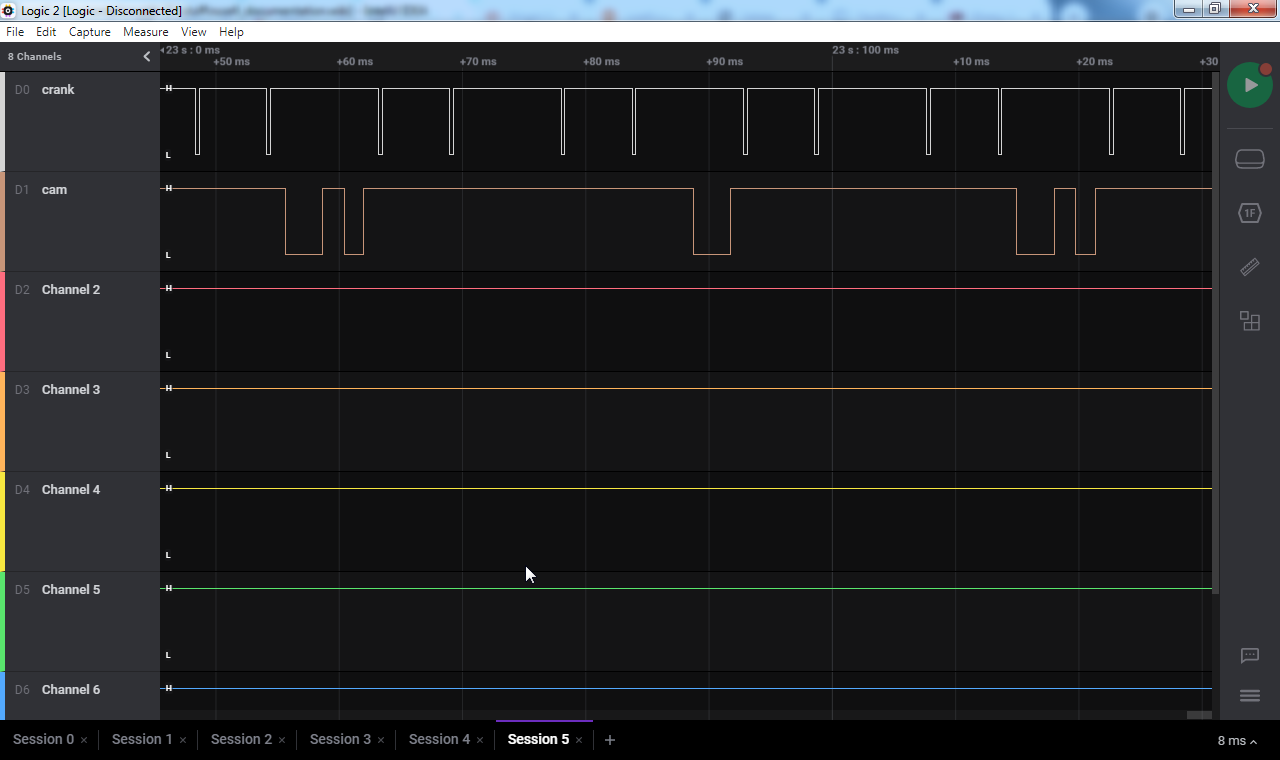 Logic 2 [Logic - Disconnected]
File Edit Capture Measure View Help
8 Channels
23 s : 0 ms 23 s : 100 ms
+50 ms +60 ms +70 ms +80 ms +90 ms +10 ms +20 ms +30
D0 crank H
L
D1 cam H
L
D2 Channel 2 H
L
D3 Channel 3 H
L
D4 Channel 4 H
L
D5 Channel 5 H
L
D6 Channel 6 H
1F
Session 0 × Session 1 × Session 2 × Session 3 × Session 4 × Session 5 × + 8 ms